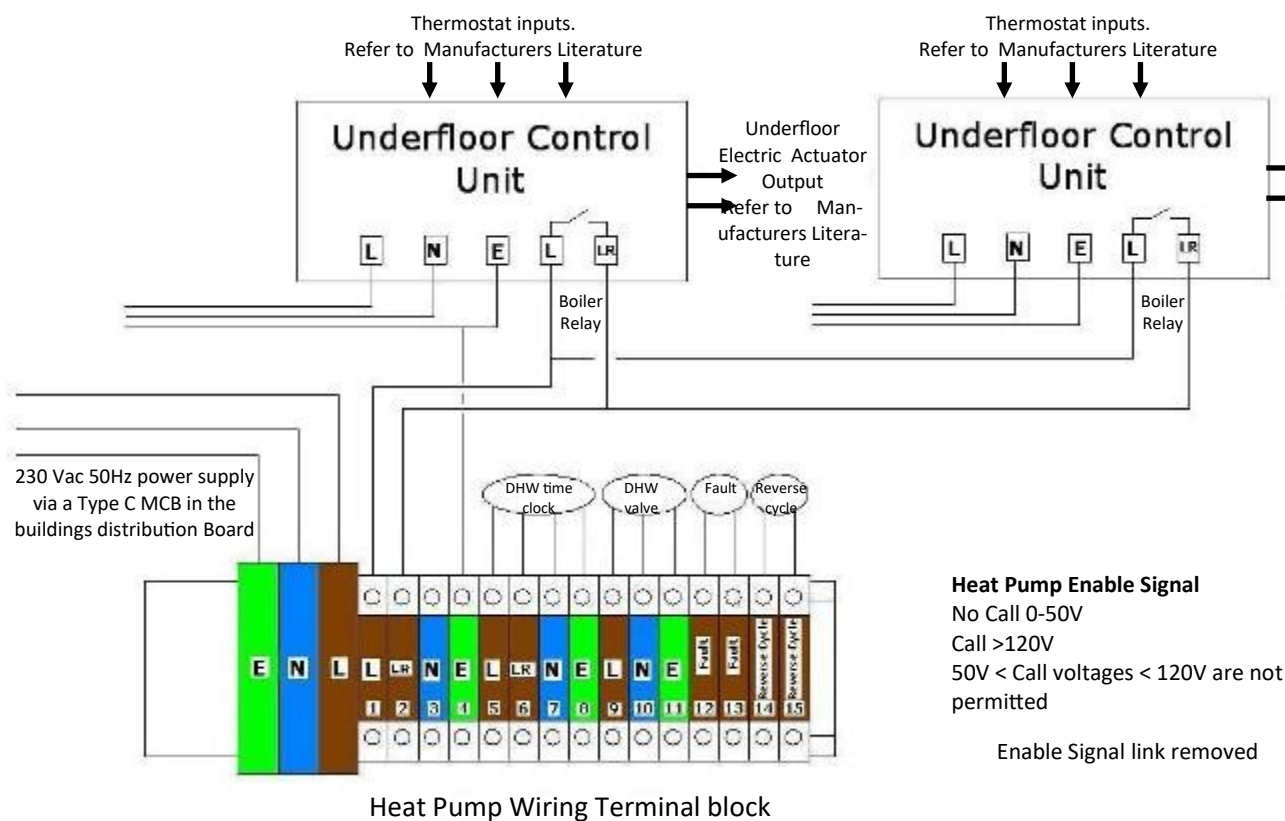 Thermostat inputs.
Refer to Manufacturers Literature
Thermostat inputs.
Refer to Manufacturers Literature
Underfloor Control
Unit
L N E L LR
Boiler
Relay
Underfloor
Electric Actuator
Output
Refer to Man-
ufacturers Litera-
ture
Underfloor Control
Unit
L N E L LR
Boiler
Relay
230 Vac 50Hz power supply
via a Type C MCB in the
buildings distribution Board
DHW time
clock
DHW
valve
Fault
Reverse
cycle
E N L L LR N E L LR N E L N E Fault Fault Reverse-Cycle Reverse-Cycle
1 2 3 4 5 6 7 8 9 10 11 12 13 14 15
Heat Pump Wiring Terminal block
Heat Pump Enable Signal
No Call 0-50V
Call >120V
50V < Call voltages < 120V are not
permitted
Enable Signal link removed